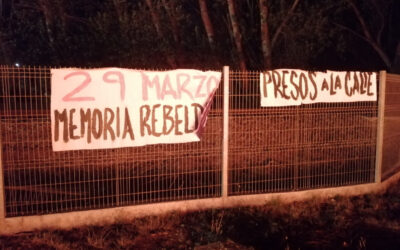 29 MARZO
MEMORIA REBELDE
PRESOS A LA CALLE